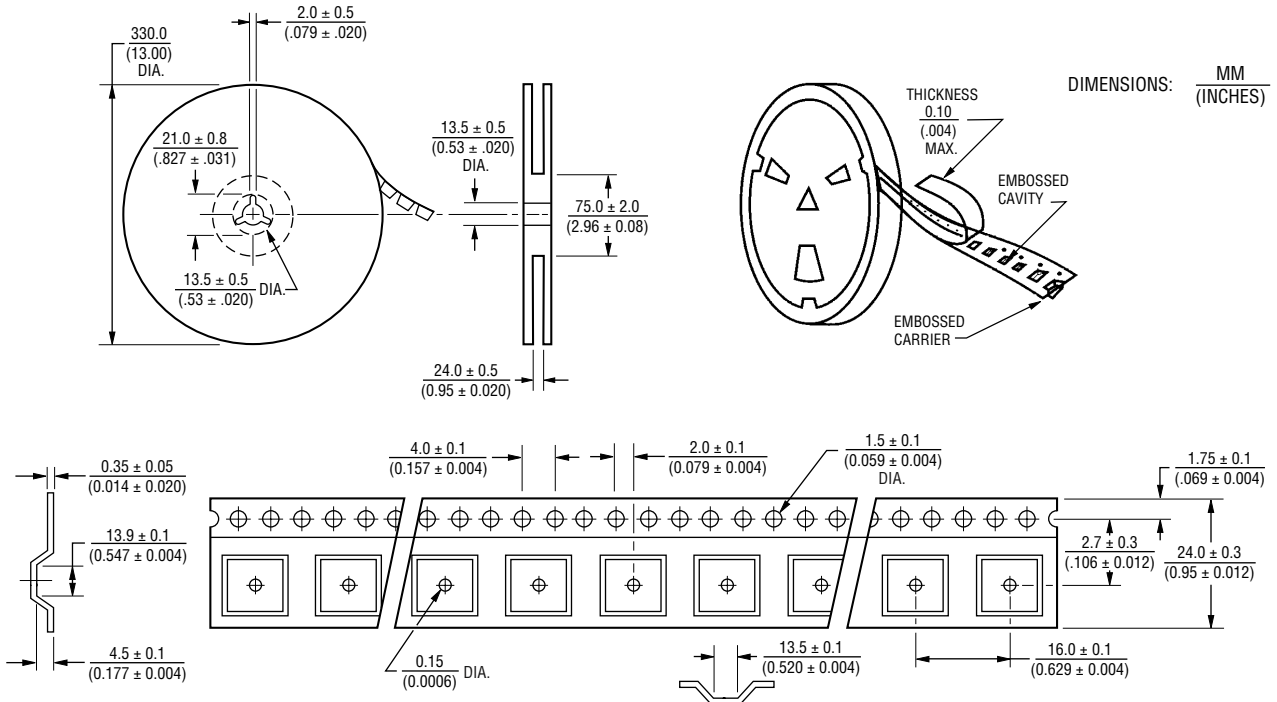 2.0 ± 0.5
(.079 ± .020)
330.0
(13.00)
DIA.
21.0 ± 0.8
(.827 ± .031)
13.5 ± 0.5
(.53 ± .020)
DIA.
13.5 ± 0.5
(0.53 ± .020)
DIA.
75.0 ± 2.0
(2.96 ± 0.08)
24.0 ± 0.5
(0.95 ± 0.020)
THICKNESS
0.10
(.004)
MAX.
EMBOSSED
CAVITY
EMBOSSED
CARRIER
DIMENSIONS:
MM
(INCHES)
0.35 ± 0.05
(0.014 ± 0.020)
13.9 ± 0.1
(0.547 ± 0.004)
4.5 ± 0.1
(0.177 ± 0.004)
4.0 ± 0.1
(0.157 ± 0.004)
2.0 ± 0.1
(0.079 ± 0.004)
1.5 ± 0.1
(0.059 ± 0.004)
DIA.
1.75 ± 0.1
(.069 ± 0.004)
2.7 ± 0.3
(.106 ± 0.012)
24.0 ± 0.3
(0.95 ± 0.012)
0.15
(0.0006)
DIA.
13.5 ± 0.1
(0.520 ± 0.004)
16.0 ± 0.1
(0.629 ± 0.004)